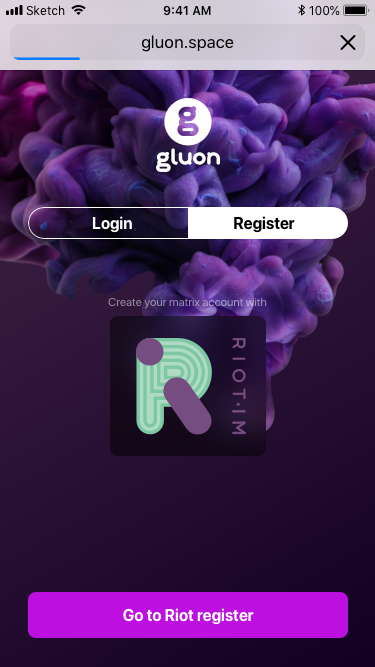 Sketch 9:41 AM 100%
gluon.space
g
gluon
Login Register
Create your matrix account with
R RIOT·IM
Go to Riot register